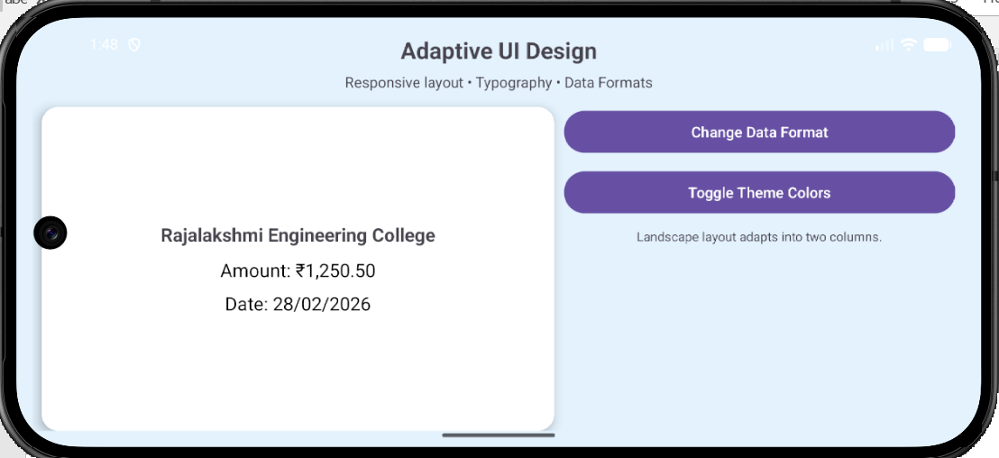 abc
1:48
Adaptive UI Design
Responsive layout • Typography • Data Formats
Rajalakshmi Engineering College
Amount: ₹1,250.50
Date: 28/02/2026
Change Data Format
Toggle Theme Colors
Landscape layout adapts into two columns.